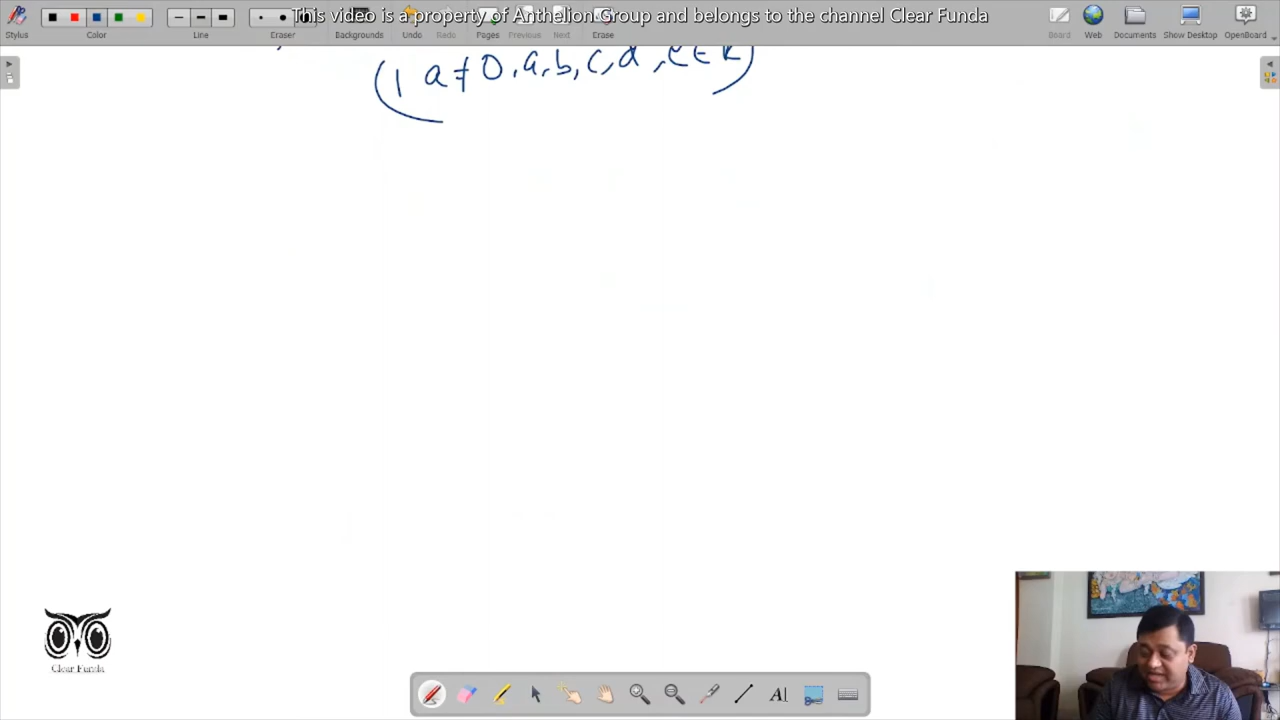 This video is a property of Anthelion Group and belongs to the channel Clear Funda
Stylus Color Line Eraser Backgrounds Undo Redo Pages Previous Next Erase Board Web Documents Show Desktop OpenBoard
a ≠ 0, a, b, c, d, e ∈ R)
Clear Funda